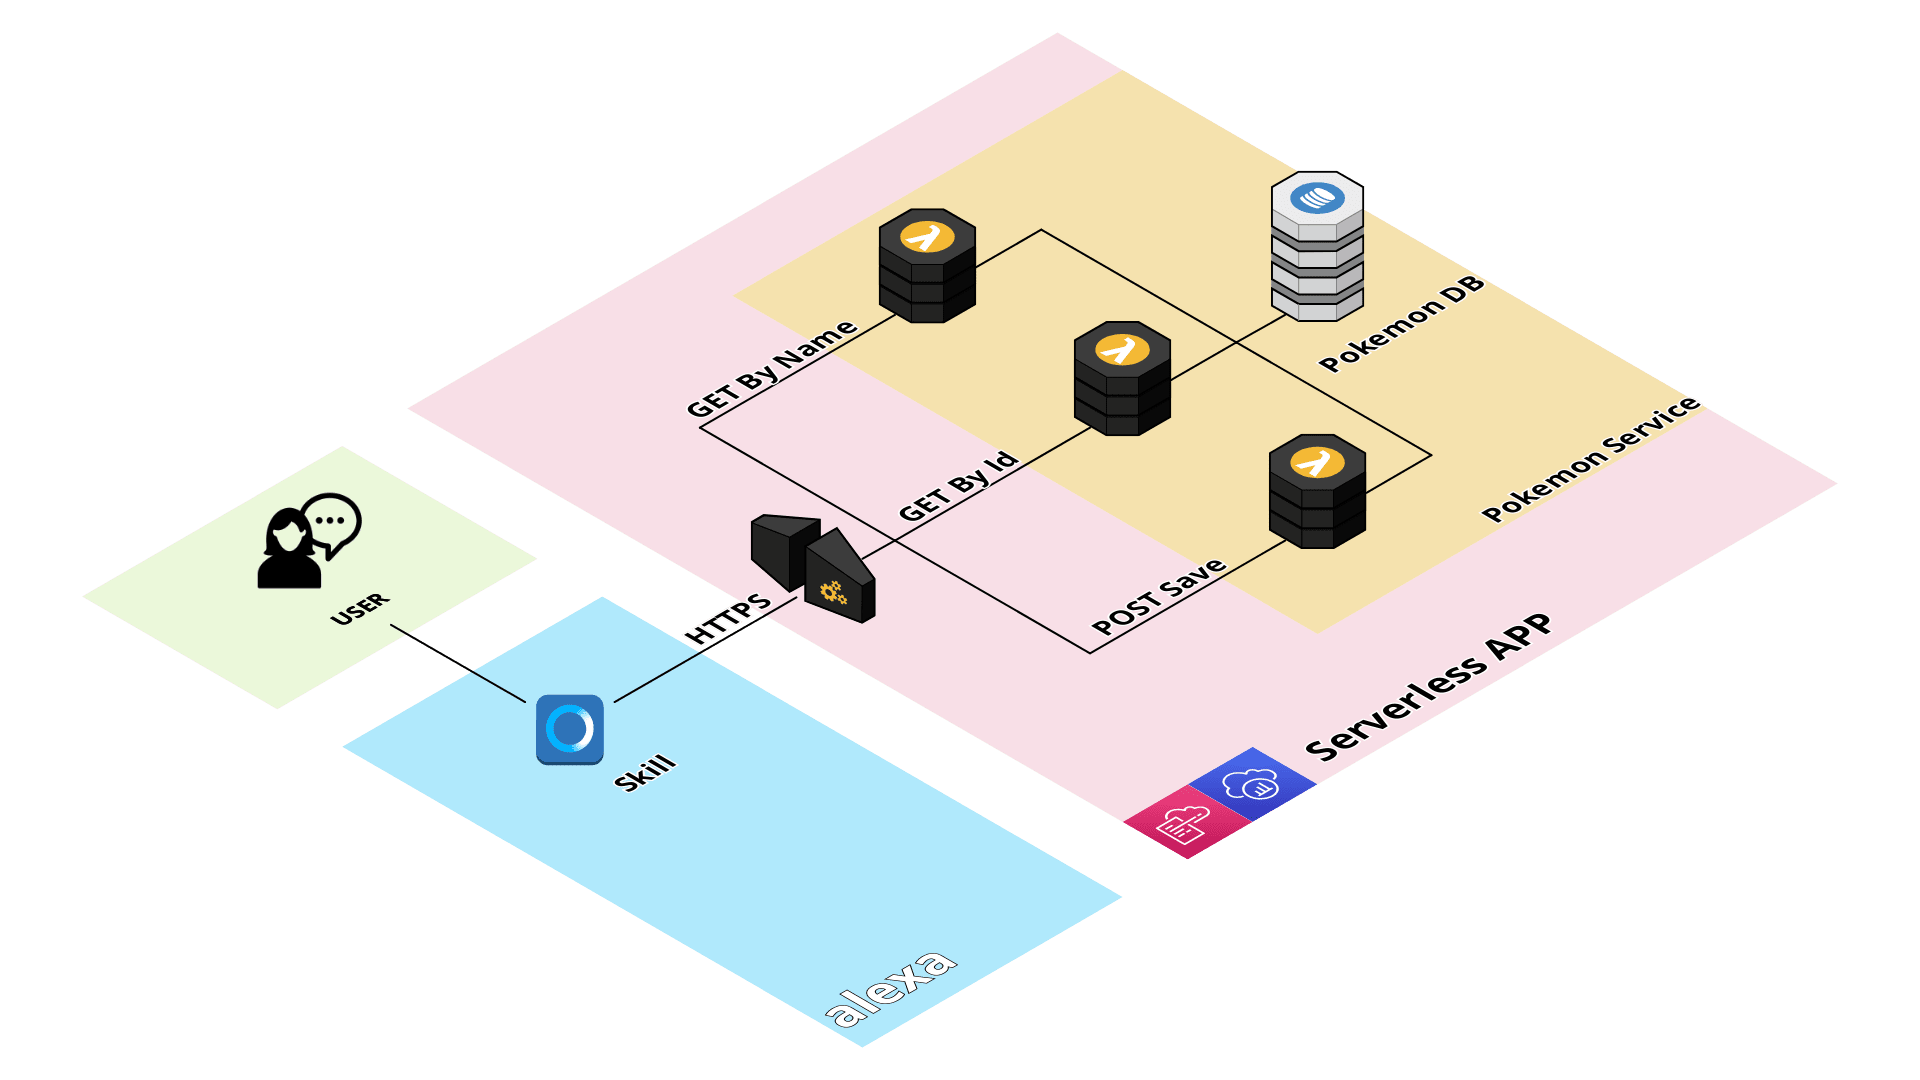 Pokemon DB
GET By Name
Pokemon Service
GET By Id
POST Save
USER
HTTPS
Serverless APP
Skill
alexa